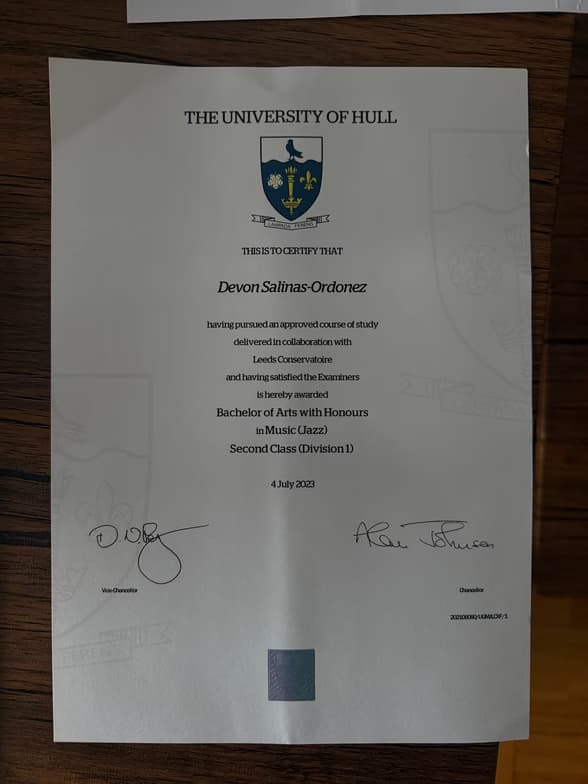 THE UNIVERSITY OF HULL
LAMPADA FERENS
THIS IS TO CERTIFY THAT
Devon Salinas-Ordonez
having pursued an approved course of study
delivered in collaboration with
Leeds Conservatoire
and having satisfied the Examiners
is hereby awarded
Bachelor of Arts with Honours
in Music (Jazz)
Second Class (Division 1)
4 July 2023
Alan Johnson
Vice-Chancellor
Chancellor